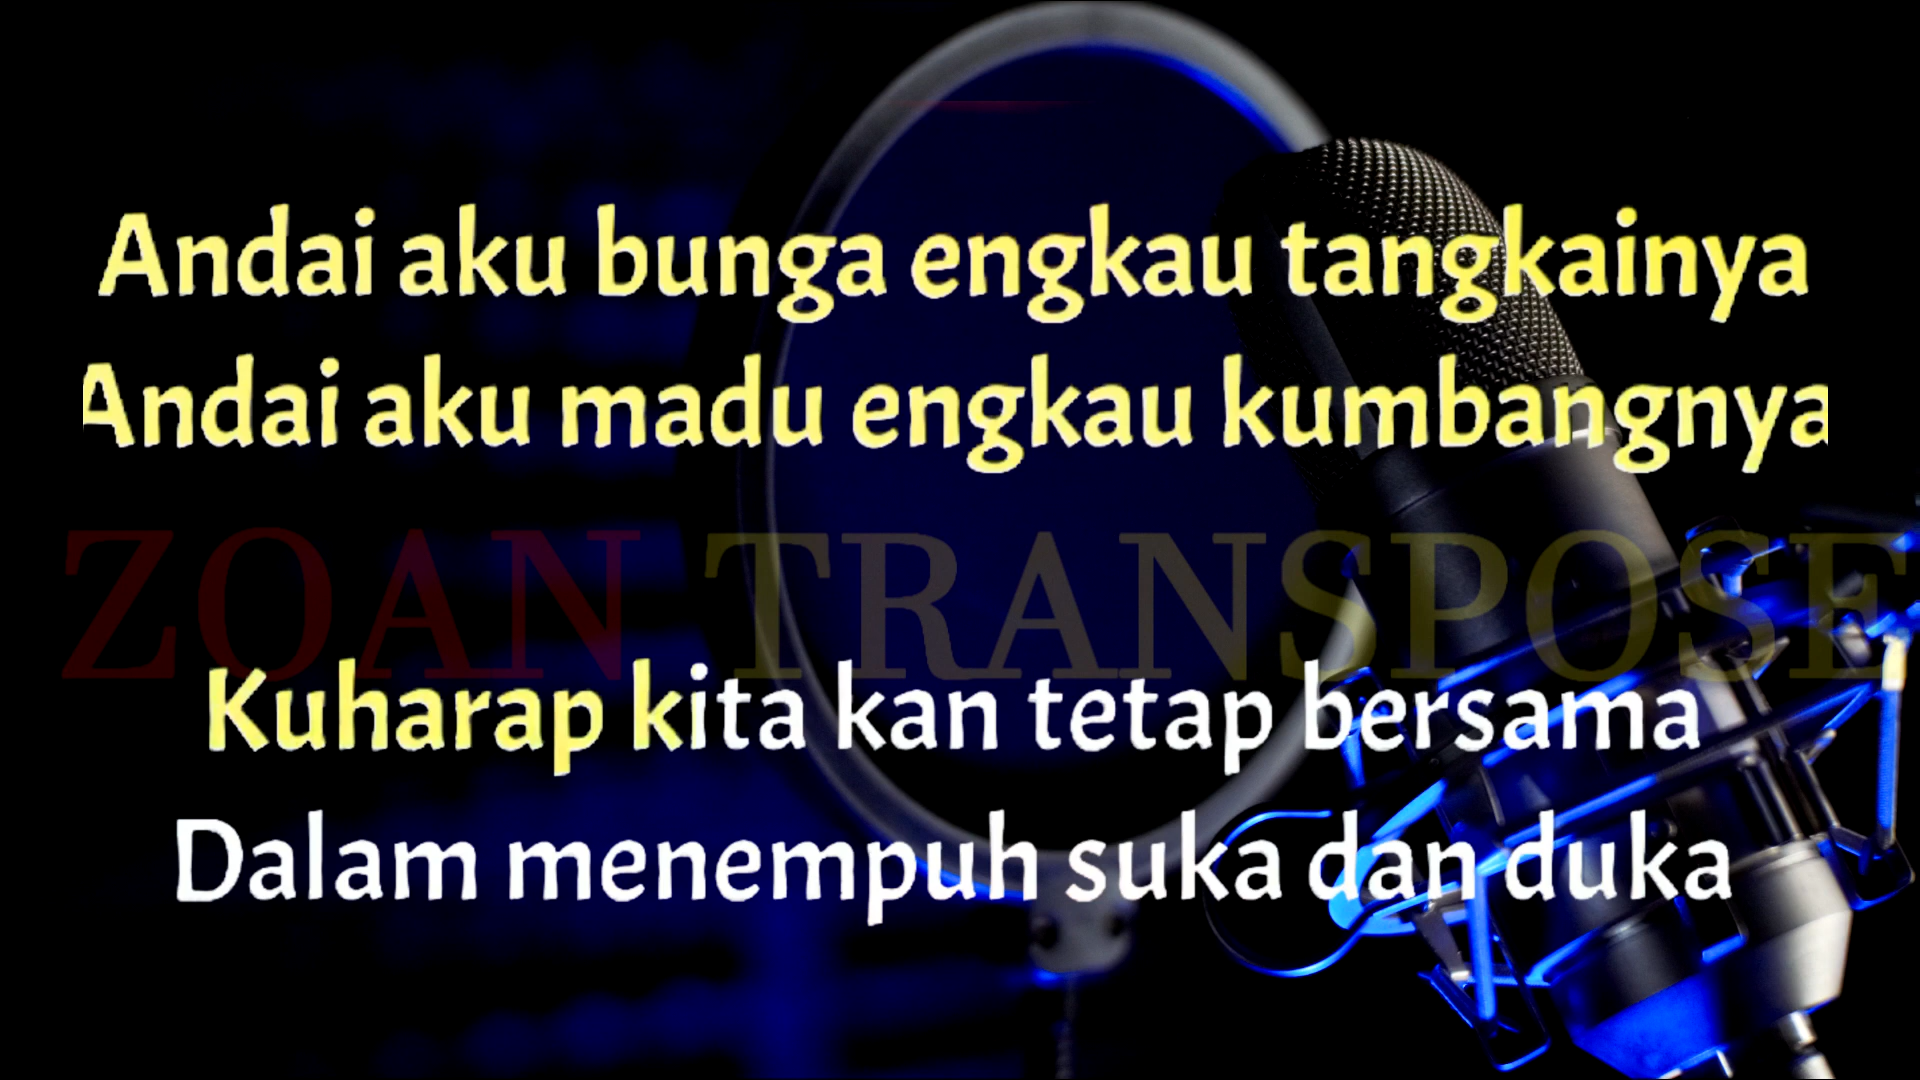 Andai aku bunga engkau tangkainya
Andai aku madu engkau kumbangnya
ZOAN TRANSPOSE
Kuharap kita kan tetap bersama
Dalam menempuh suka dan duka